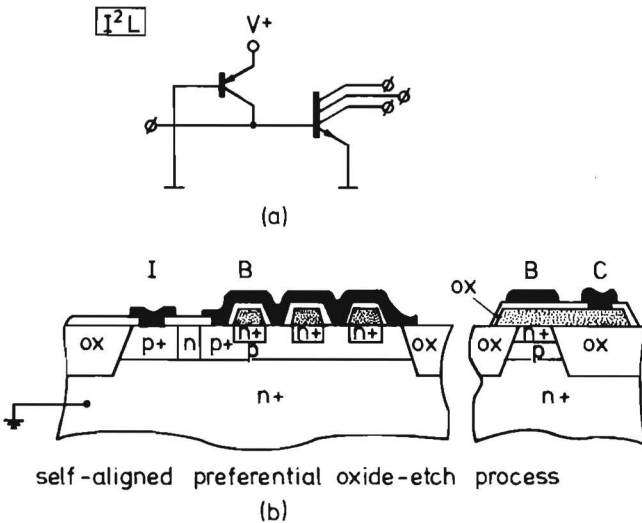 I²L
V+
(a)
I B B C
ox
ox p+ n p+ n+ n+ n+ ox ox n+ ox
p p
n+ n+
self-aligned preferential oxide-etch process
(b)